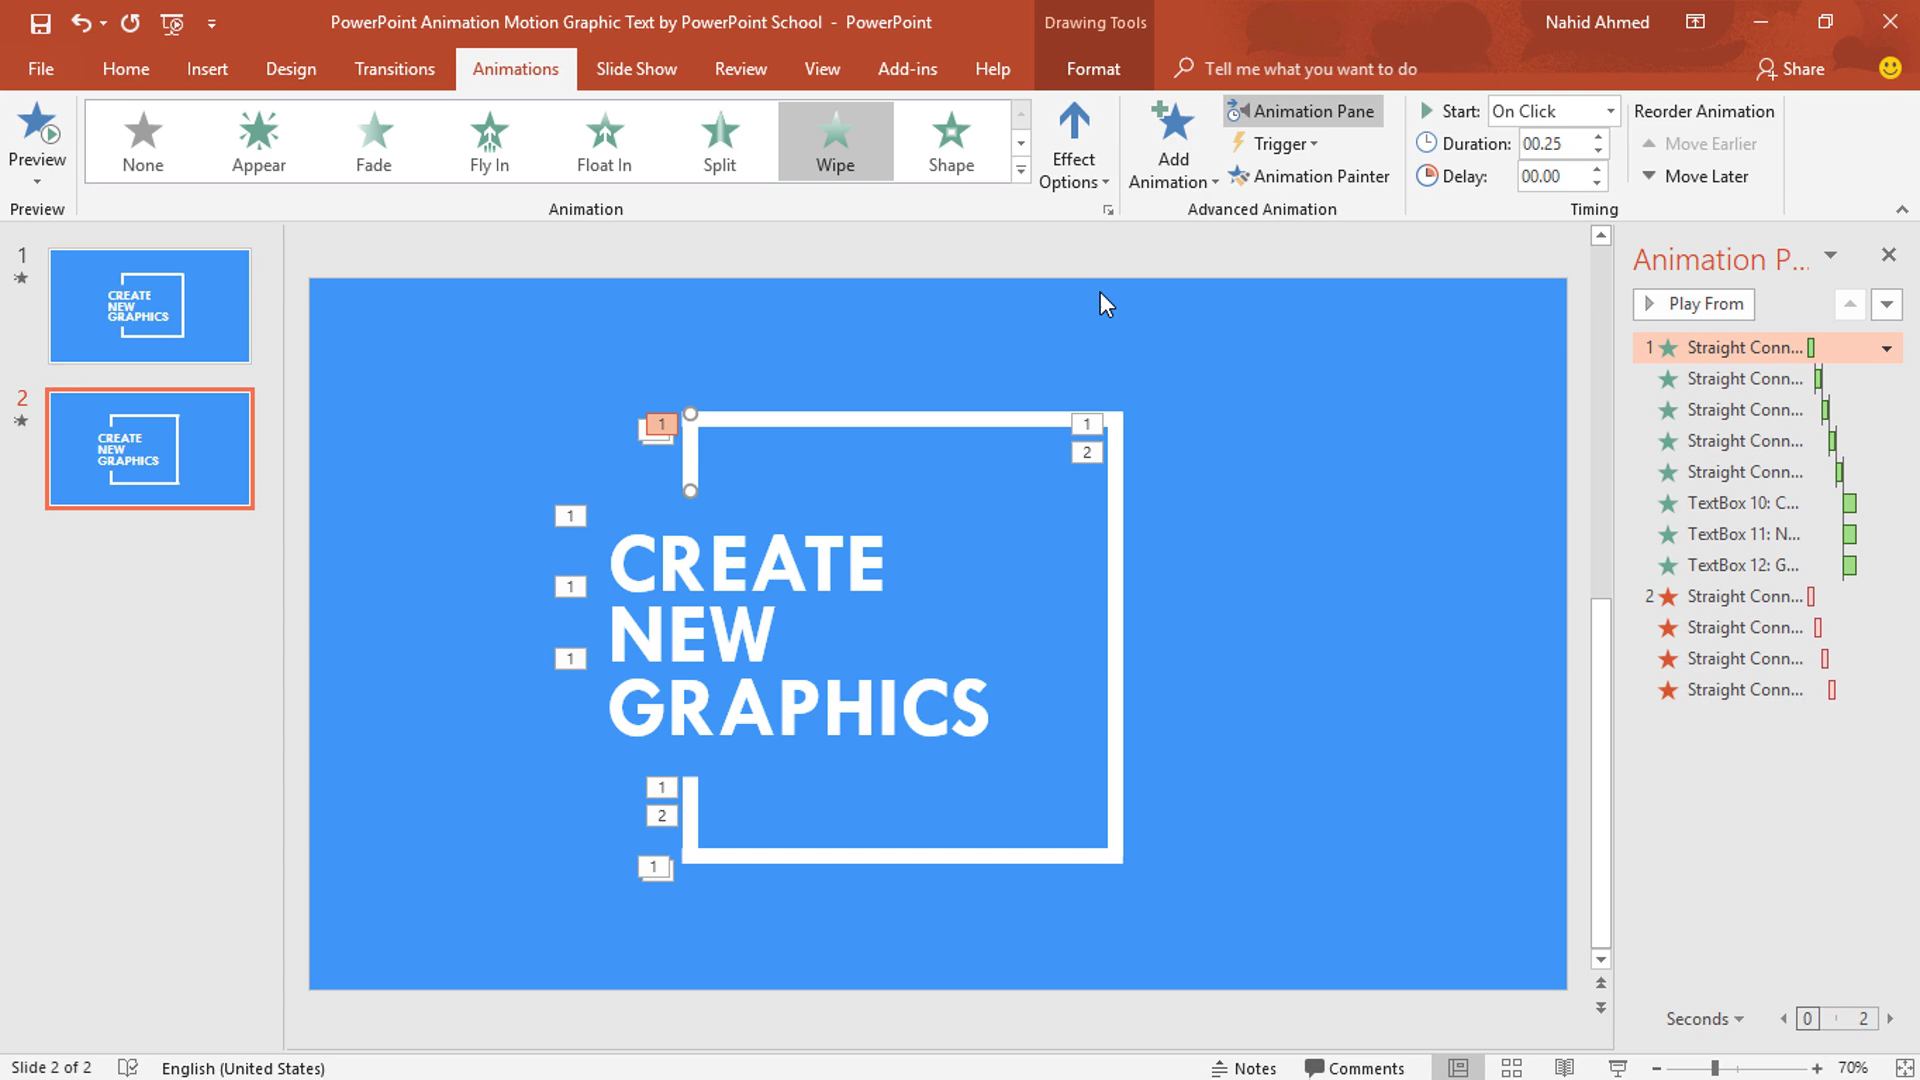 PowerPoint Animation Motion Graphic Text by PowerPoint School - PowerPoint
Drawing Tools
Nahid Ahmed
File Home Insert Design Transitions Animations Slide Show Review View Add-ins Help Format Tell me what you want to do Share
Preview
Preview
None Appear Fade Fly In Float In Split Wipe Shape
Animation
Effect Options
Add Animation
Animation Pane
Trigger
Animation Painter
Advanced Animation
Start: On Click
Duration: 00.25
Delay: 00.00
Timing
Reorder Animation
Move Earlier
Move Later
1
CREATE
NEW
GRAPHICS
2
CREATE
NEW
GRAPHICS
1
1
2
1
1
1
CREATE
NEW
GRAPHICS
1
2
1
Animation P...
Play From
1 Straight Conn...
Straight Conn...
Straight Conn...
Straight Conn...
Straight Conn...
TextBox 10: C...
TextBox 11: N...
TextBox 12: G...
2 Straight Conn...
Straight Conn...
Straight Conn...
Straight Conn...
Seconds 0 2
Slide 2 of 2 English (United States) Notes Comments 70%